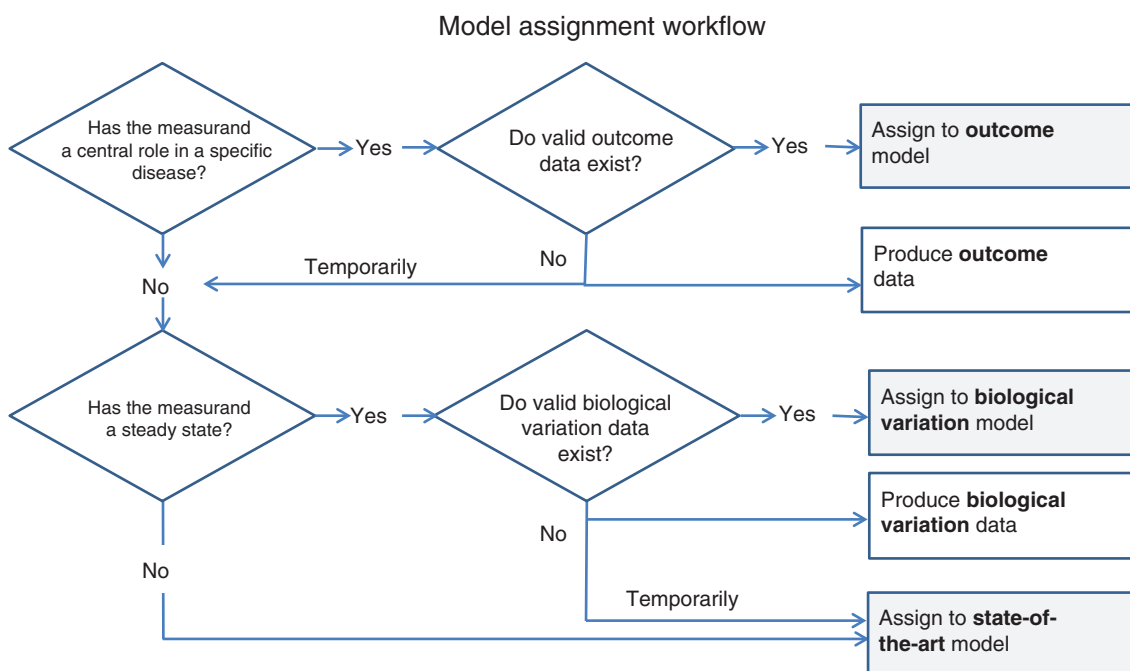 Model assignment workflow
Has the measurand
a central role in a specific
disease?
Yes
Do valid outcome
data exist?
Yes
Assign to outcome
model
No
Temporarily
Produce outcome
data
No
Has the measurand
a steady state?
Yes
Do valid biological
variation data
exist?
Yes
Assign to biological
variation model
No
Produce biological
variation data
No
Temporarily
Assign to state-of-
the-art model